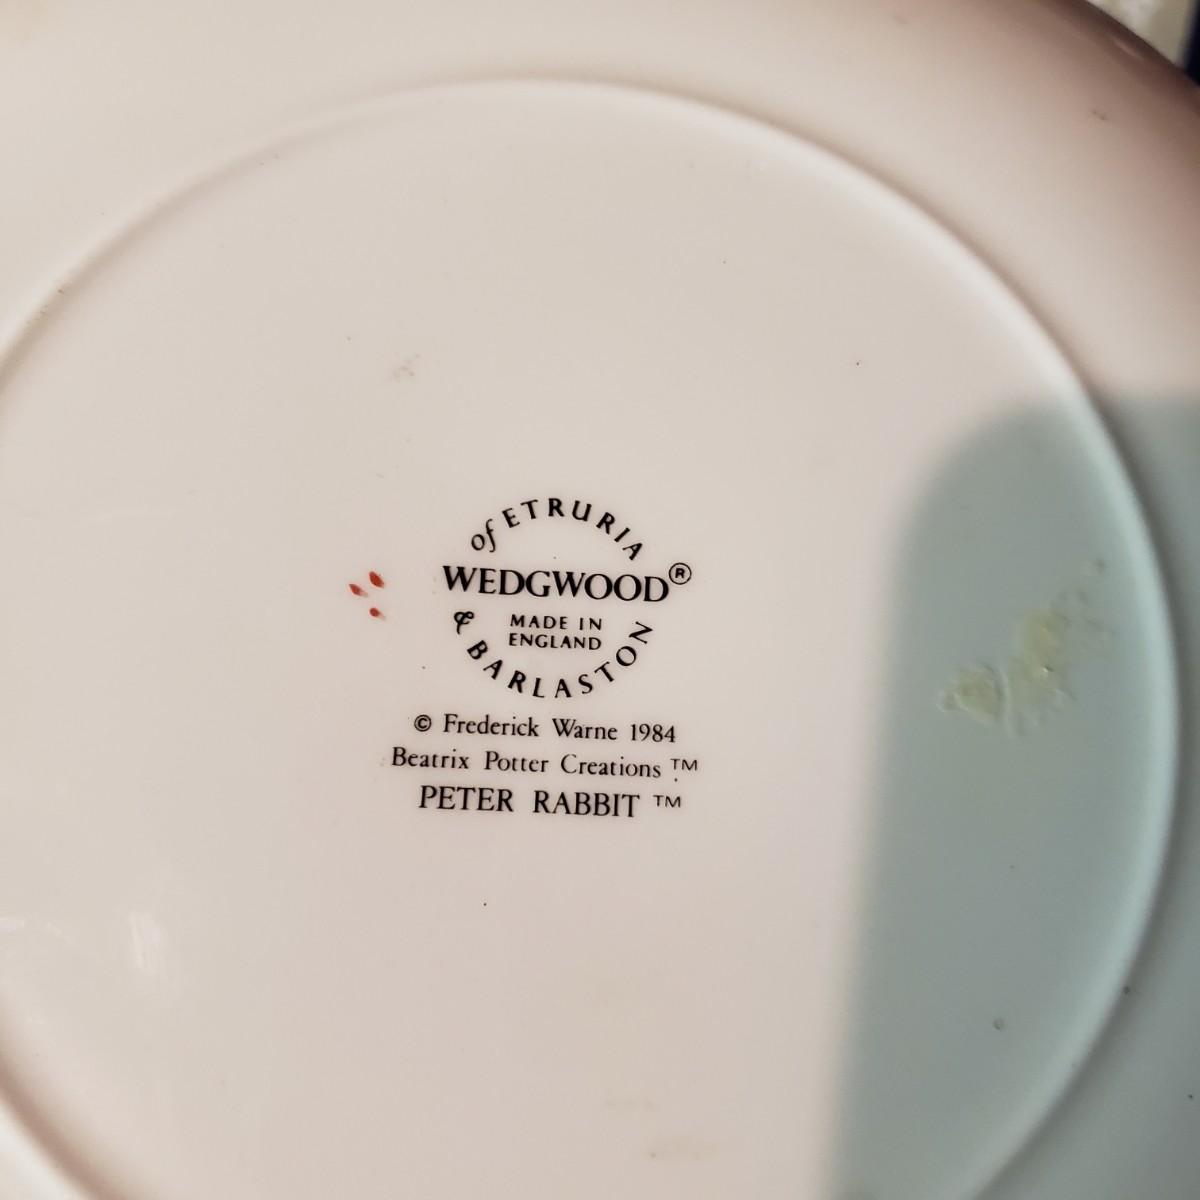 of ETRURIA
WEDGWOOD®
MADE IN
ENGLAND
& BARLASTON
© Frederick Warne 1984
Beatrix Potter Creations ™
PETER RABBIT ™